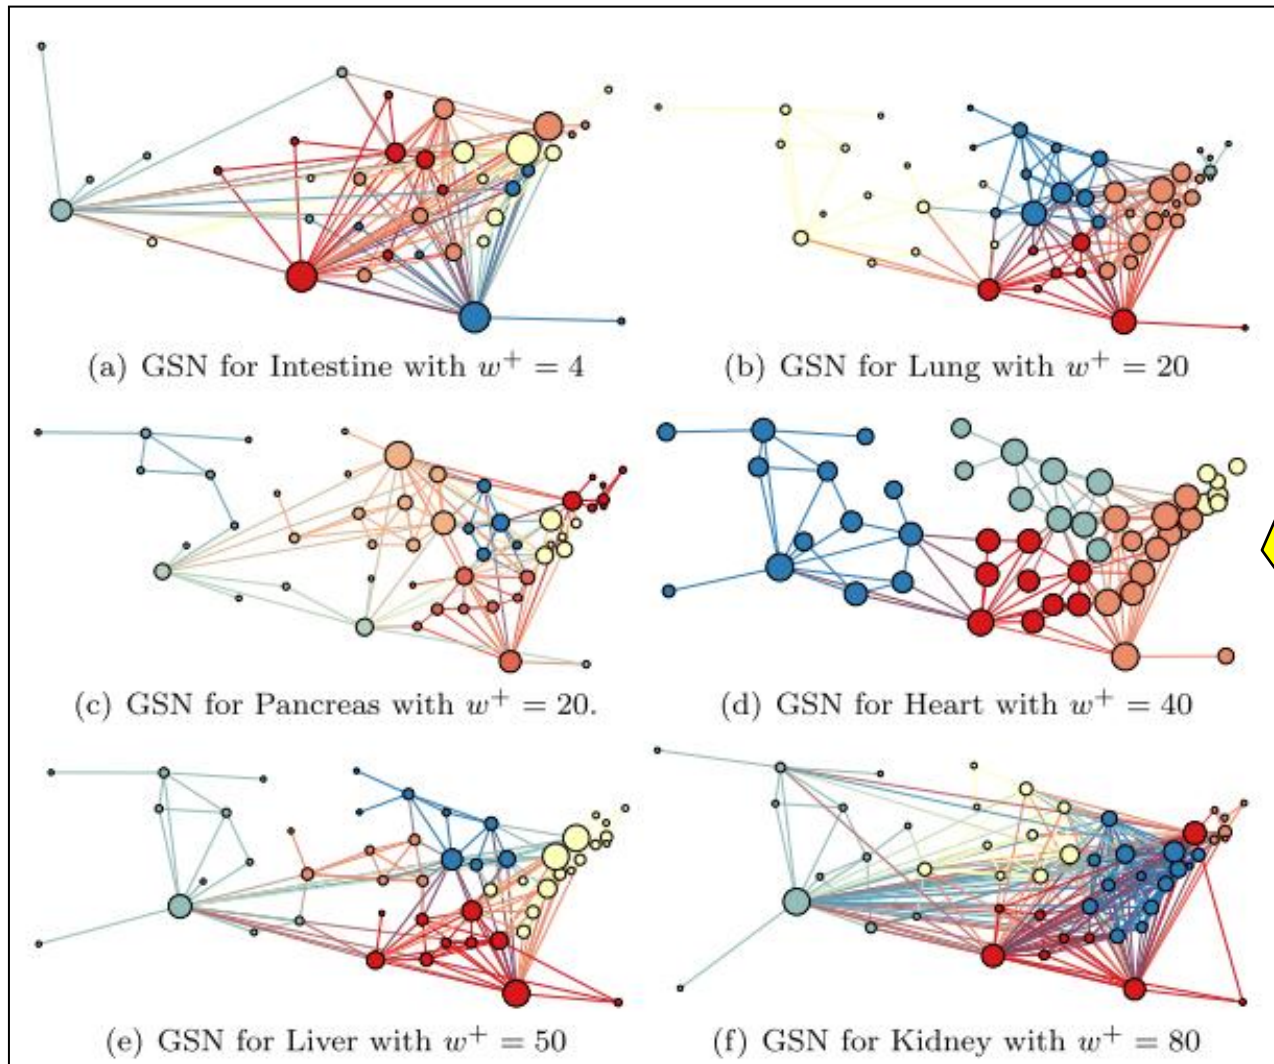 (a) GSN for Intestine with w⁺ = 4
(b) GSN for Lung with w⁺ = 20
(c) GSN for Pancreas with w⁺ = 20.
(d) GSN for Heart with w⁺ = 40
(e) GSN for Liver with w⁺ = 50
(f) GSN for Kidney with w⁺ = 80